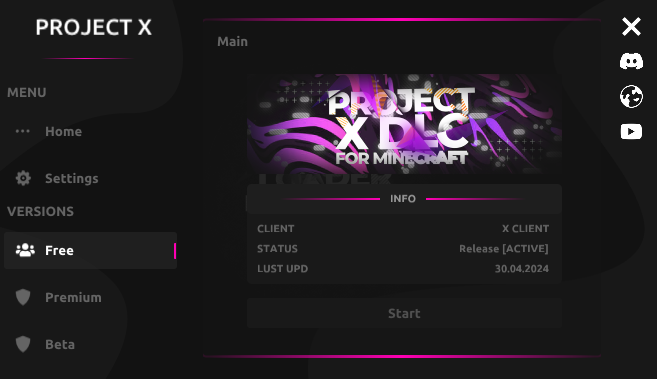 PROJECT X
MENU
Home
Settings
VERSIONS
Free
Premium
Beta
Main
PROJECT
X DLC
FOR MINECRAFT
LOADER
INFO
CLIENT X CLIENT
STATUS Release [ACTIVE]
LUST UPD 30.04.2024
Start